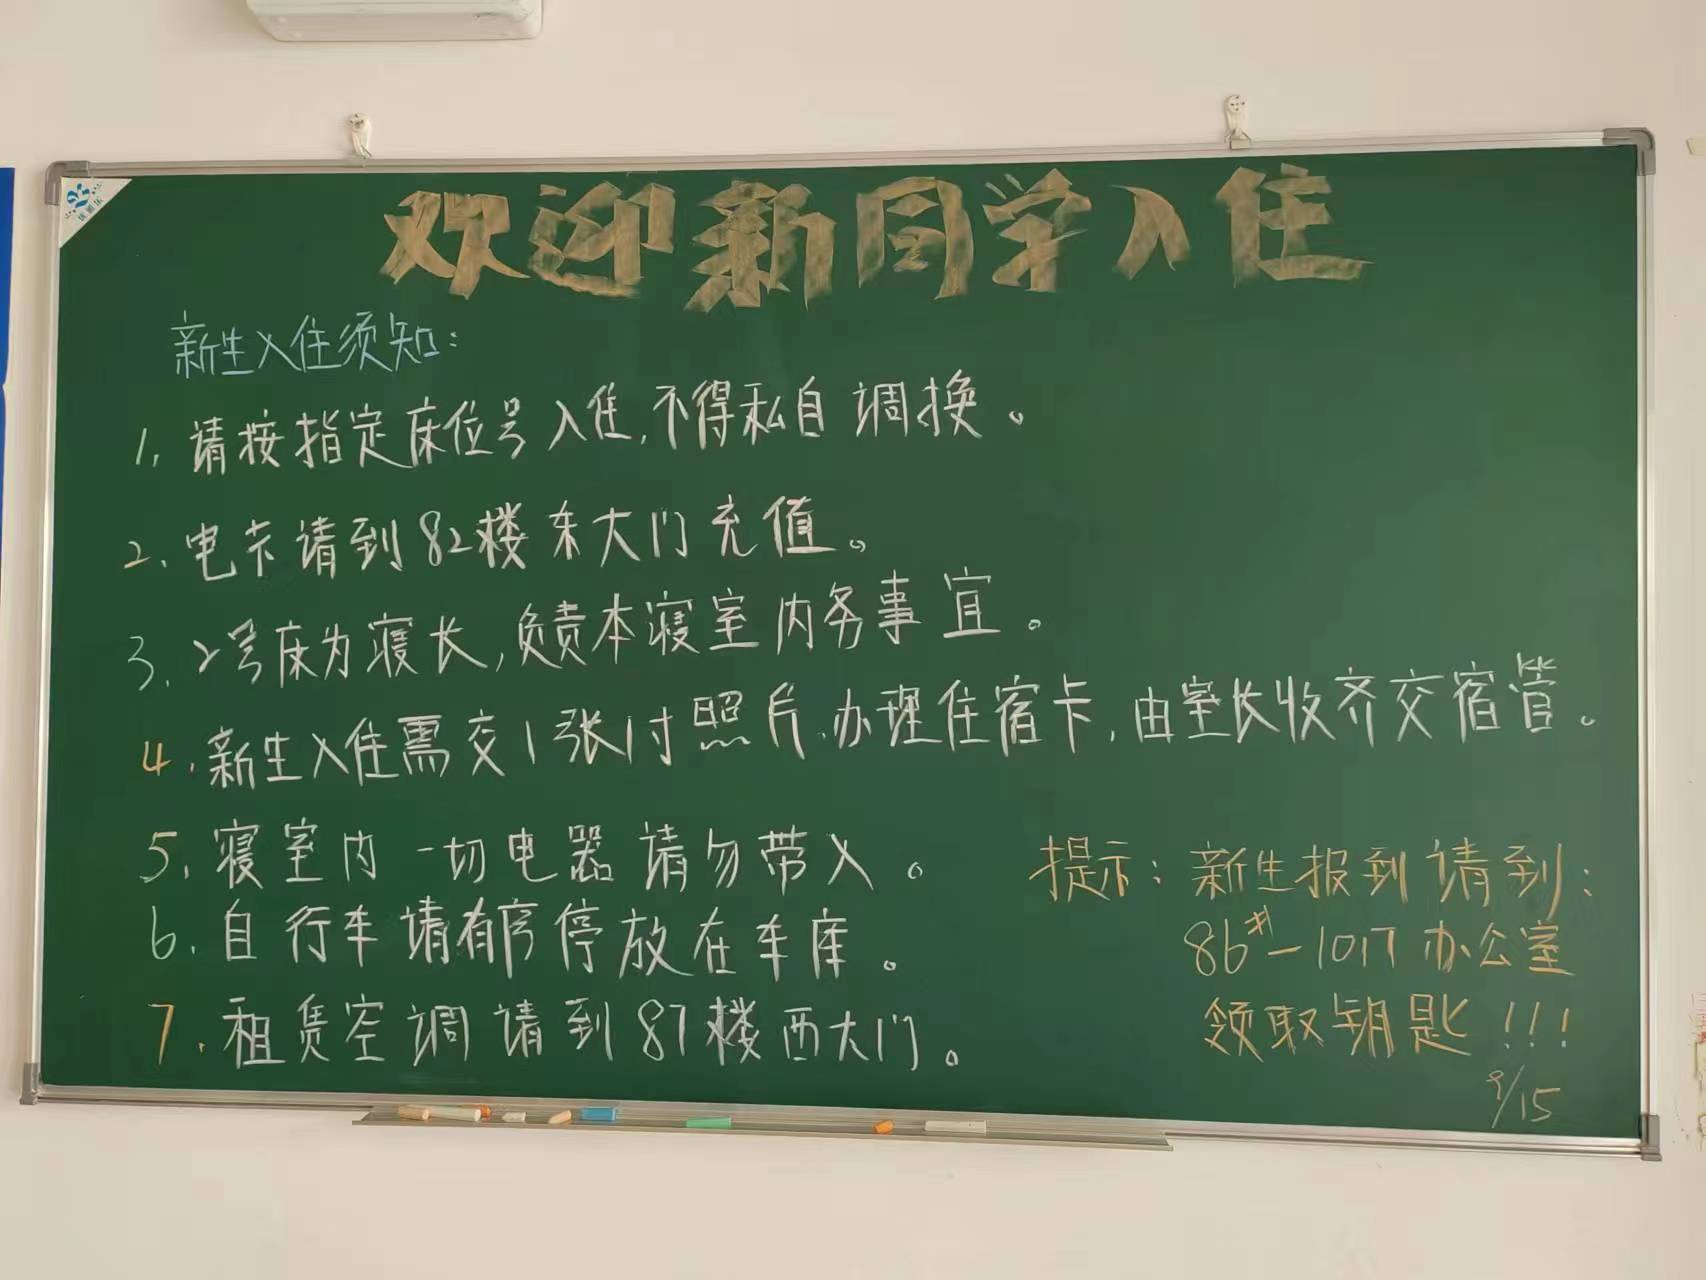 欢迎新同学入住
新生入住须知:
1. 请按指定床位号入住,不得私自调换。
2. 电卡请到82楼东大门充值。
3. 2号床为寝长,负责本寝室内务事宜。
4. 新生入住需交1张1寸照片.办理住宿卡,由室长收齐交宿管。
5. 寝室内一切电器请勿带入。
6. 自行车请有序停放在车库。
7. 租赁空调请到87楼西大门。
提示: 新生报到请到:
86#-1017办公室
领取钥匙!!!
9/15